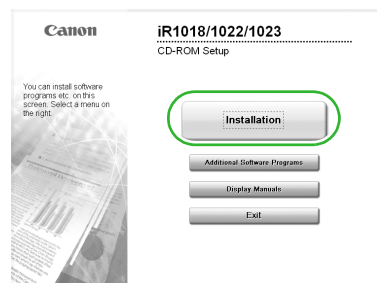 Canon
iR1018/1022/1023
CD-ROM Setup
You can install software
programs etc. on this
screen. Select a menu on
the right.
Installation
Additional Software Programs
Display Manuals
Exit